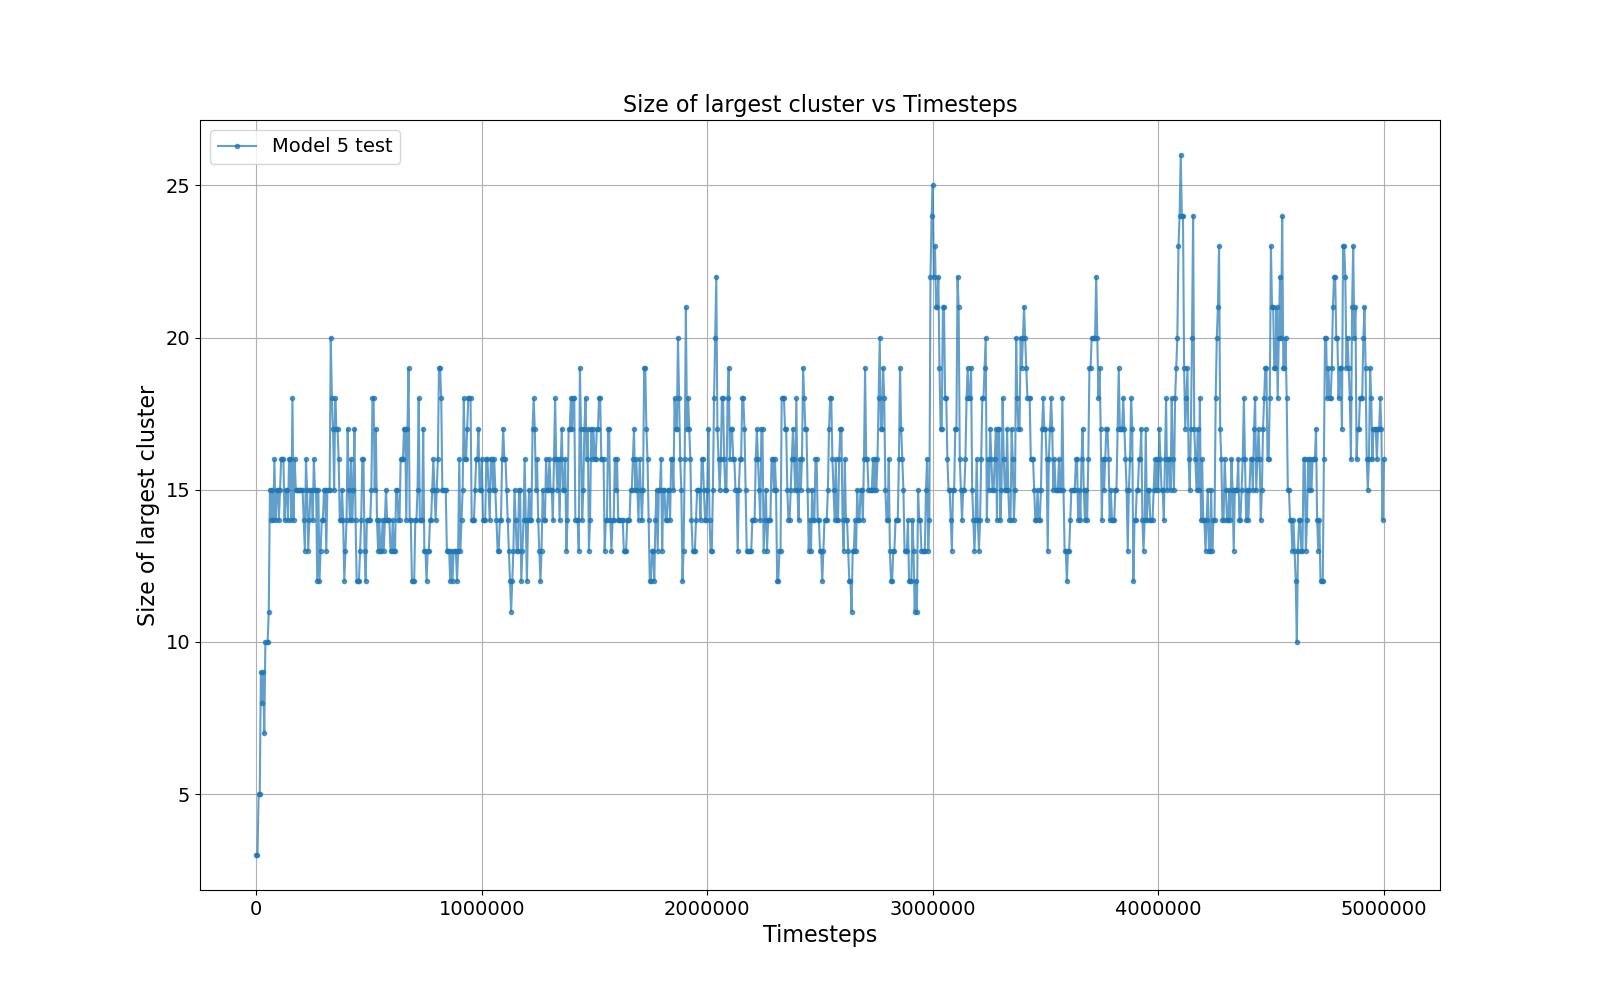 Size of largest cluster vs Timesteps
Model 5 test
Size of largest cluster
25
20
15
10
5
0
1000000
2000000
3000000
4000000
5000000
Timesteps